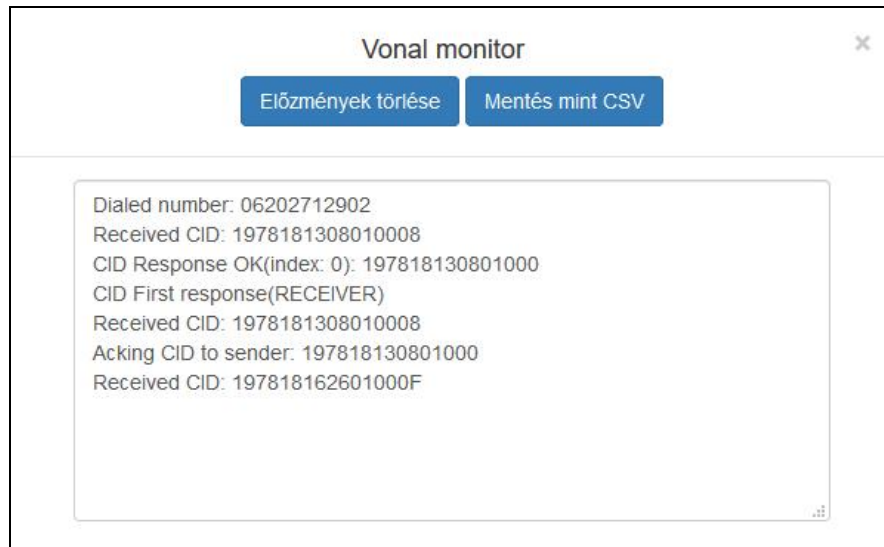 Vonal monitor
×
Előzmények törlése Mentés mint CSV
Dialed number: 06202712902
Received CID: 1978181308010008
CID Response OK(index: 0): 197818130801000
CID First response(RECEIVER)
Received CID: 1978181308010008
Acking CID to sender: 197818130801000
Received CID: 197818162601000F